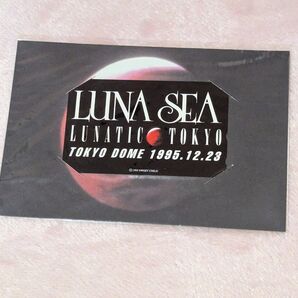 LUNA SEA
LUNATIC TOKYO
TOKYO DOME 1995.12.23